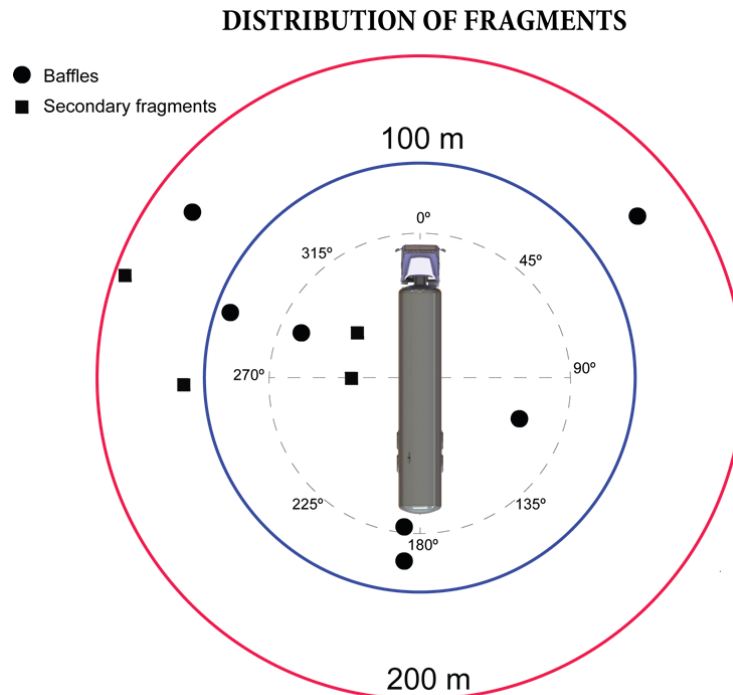 DISTRIBUTION OF FRAGMENTS
Baffles
Secondary fragments
100 m
0º
315º
45º
270º
90º
225º
135º
180º
200 m